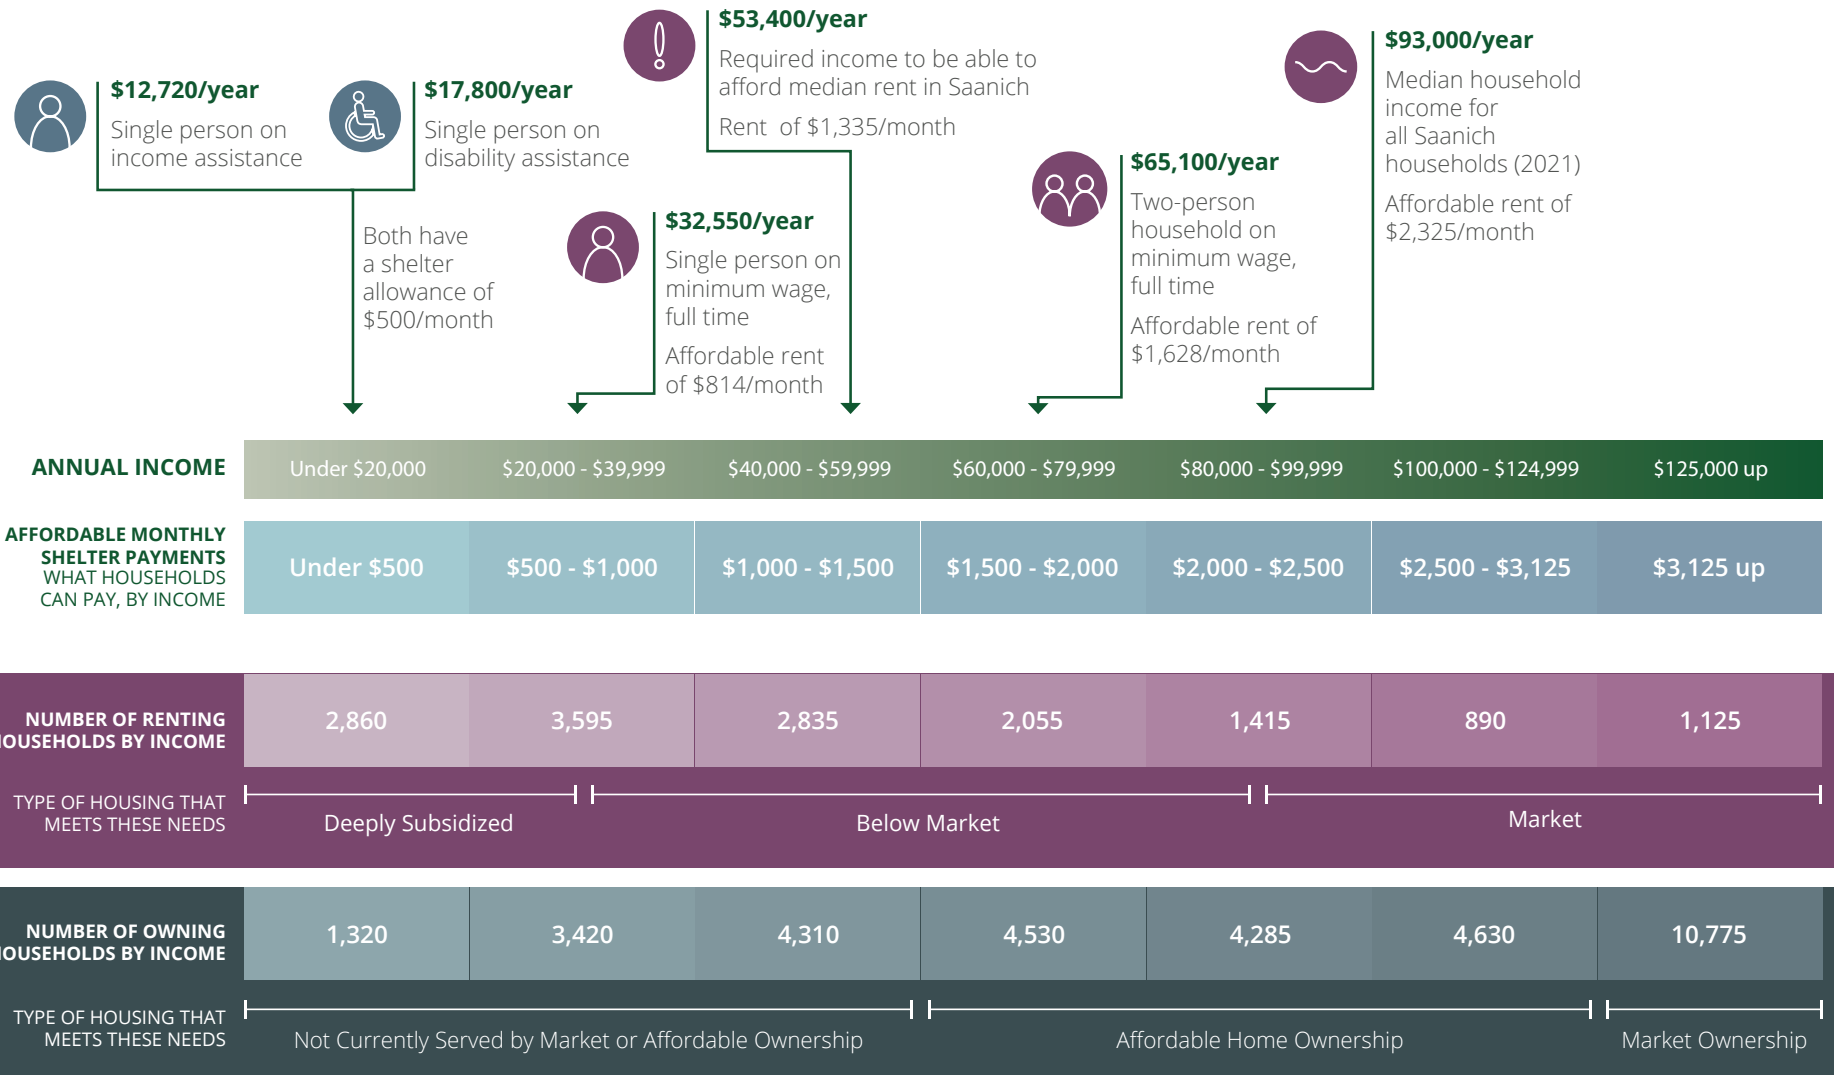 $12,720/year
Single person on
income assistance
$17,800/year
Single person on
disability assistance
Both have
a shelter
allowance of
$500/month
$32,550/year
Single person on
minimum wage,
full time
Affordable rent
of $814/month
$53,400/year
Required income to be able to
afford median rent in Saanich
Rent of $1,335/month
$65,100/year
Two-person
household on
minimum wage,
full time
Affordable rent of
$1,628/month
$93,000/year
Median household
income for
all Saanich
households (2021)
Affordable rent of
$2,325/month
ANNUAL INCOME
Under $20,000
$20,000 - $39,999
$40,000 - $59,999
$60,000 - $79,999
$80,000 - $99,999
$100,000 - $124,999
$125,000 up
AFFORDABLE MONTHLY
SHELTER PAYMENTS
WHAT HOUSEHOLDS
CAN PAY, BY INCOME
Under $500
$500 - $1,000
$1,000 - $1,500
$1,500 - $2,000
$2,000 - $2,500
$2,500 - $3,125
$3,125 up
NUMBER OF RENTING
OUSEHOLDS BY INCOME
2,860
3,595
2,835
2,055
1,415
890
1,125
TYPE OF HOUSING THAT
MEETS THESE NEEDS
Deeply Subsidized
Below Market
Market
NUMBER OF OWNING
OUSEHOLDS BY INCOME
1,320
3,420
4,310
4,530
4,285
4,630
10,775
TYPE OF HOUSING THAT
MEETS THESE NEEDS
Not Currently Served by Market or Affordable Ownership
Affordable Home Ownership
Market Ownership